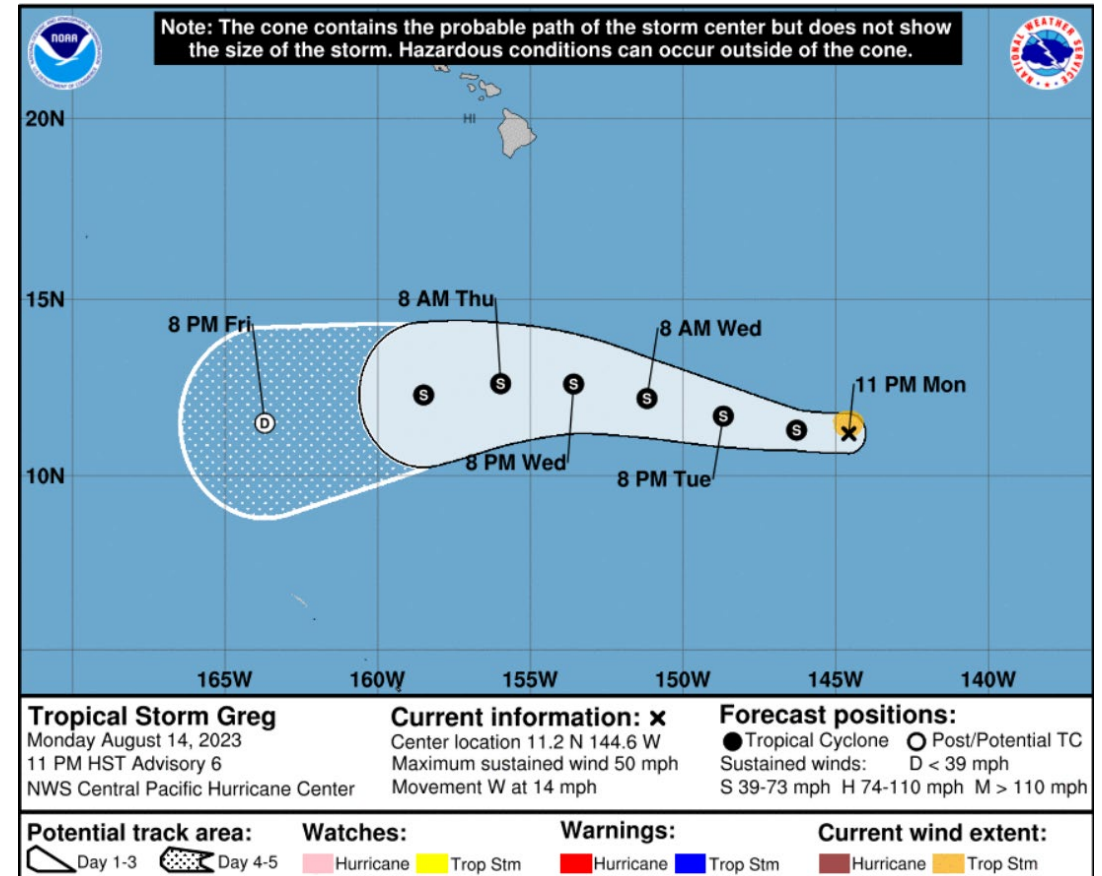 Note: The cone contains the probable path of the storm center but does not show
the size of the storm. Hazardous conditions can occur outside of the cone.
NOAA
NATIONAL WEATHER SERVICE
HI
20N
15N
10N
8 AM Thu
8 PM Fri
8 AM Wed
11 PM Mon
D
S
S
S
S
S
S
8 PM Wed
8 PM Tue
165W 160W 155W 150W 145W 140W
Tropical Storm Greg
Monday August 14, 2023
11 PM HST Advisory 6
NWS Central Pacific Hurricane Center
Current information: ×
Center location 11.2 N 144.6 W
Maximum sustained wind 50 mph
Movement W at 14 mph
Forecast positions:
Tropical Cyclone Post/Potential TC
Sustained winds: D < 39 mph
S 39-73 mph H 74-110 mph M > 110 mph
Potential track area:
Day 1-3 Day 4-5
Watches:
Hurricane Trop Stm
Warnings:
Hurricane Trop Stm
Current wind extent:
Hurricane Trop Stm